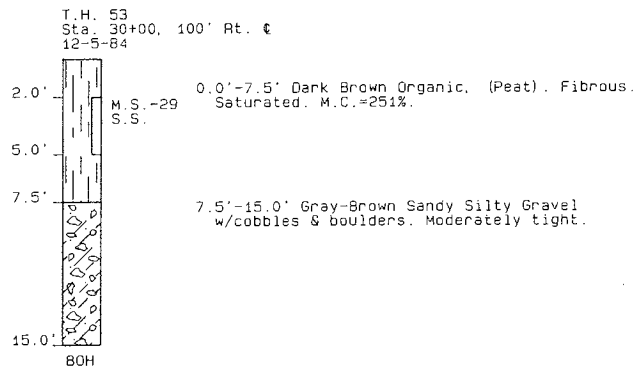 T.H. 53
Sta. 30+00, 100' Rt. ℄
12-5-84
0.0'-7.5' Dark Brown Organic, (Peat). Fibrous.
Saturated. M.C.=251%.
2.0'
M.S.-29
S.S.
5.0'
7.5'
7.5'-15.0' Gray-Brown Sandy Silty Gravel
w/cobbles & boulders. Moderately tight.
15.0'
BOH